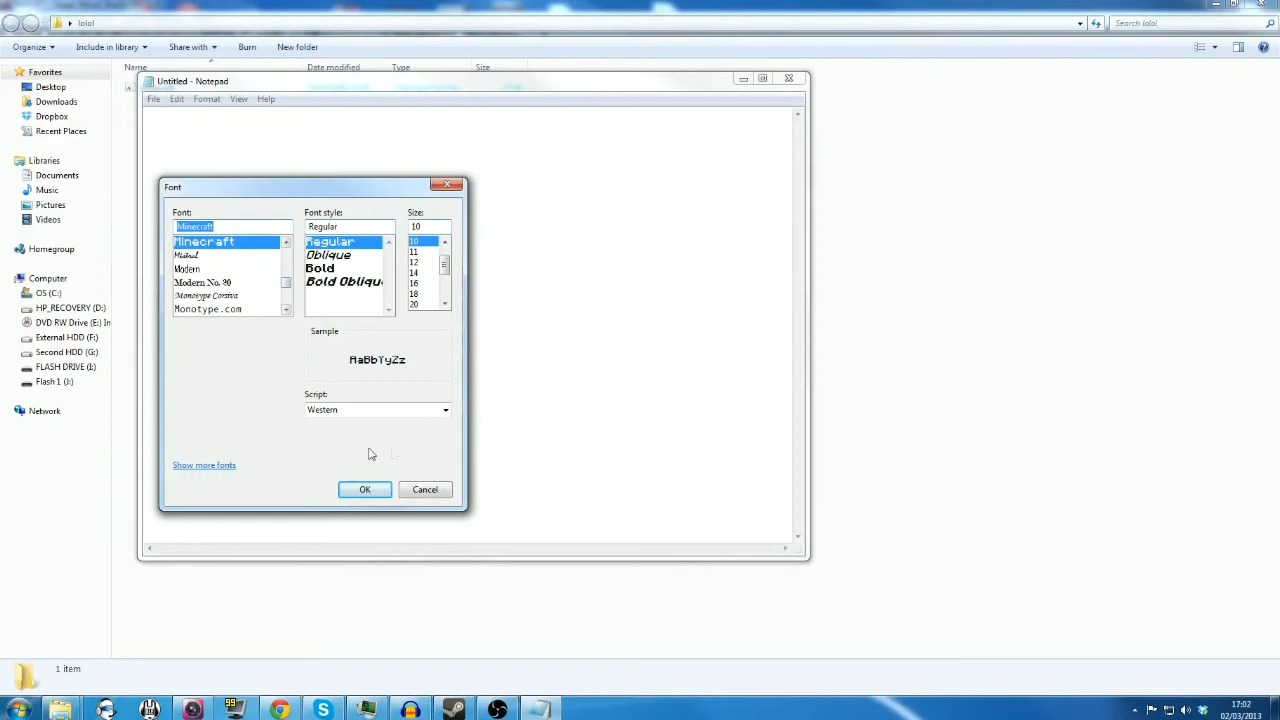 lolol
Search lolol
Organize
Include in library
Share with
Burn
New folder
Name
Date modified
Type
Size
Favorites
Desktop
Downloads
Dropbox
Recent Places
Libraries
Documents
Music
Pictures
Videos
Homegroup
Computer
OS (C:)
HP_RECOVERY (D:)
DVD RW Drive (E:) In
External HDD (F:)
Second HDD (G:)
FLASH DRIVE (I:)
Flash 1 (J:)
Network
Untitled - Notepad
File Edit Format View Help
Font
Font: Font style: Size:
Minecraft Regular 10
Minecraft
Mistral
Modern
Modern No. 20
Monotype Corsiva
Monotype.com
Regular
Oblique
Bold
Bold Oblique
10
11
12
14
16
18
20
Sample
AaBbYyZz
Script:
Western
Show more fonts
OK
Cancel
1 item
99
17:02
02/03/2013